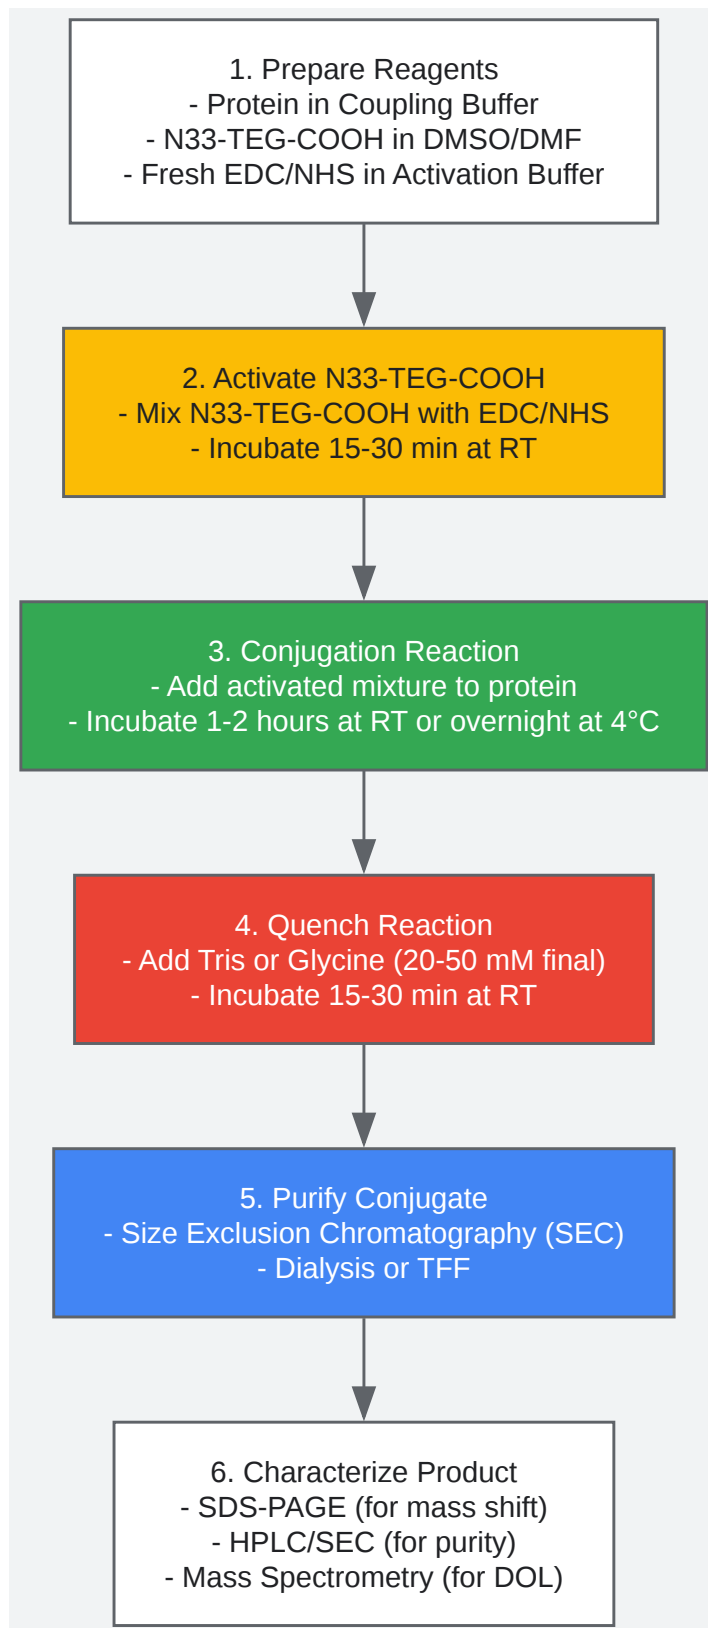 1. Prepare Reagents
- Protein in Coupling Buffer
- N33-TEG-COOH in DMSO/DMF
- Fresh EDC/NHS in Activation Buffer
2. Activate N33-TEG-COOH
- Mix N33-TEG-COOH with EDC/NHS
- Incubate 15-30 min at RT
3. Conjugation Reaction
- Add activated mixture to protein
- Incubate 1-2 hours at RT or overnight at 4°C
4. Quench Reaction
- Add Tris or Glycine (20-50 mM final)
- Incubate 15-30 min at RT
5. Purify Conjugate
- Size Exclusion Chromatography (SEC)
- Dialysis or TFF
6. Characterize Product
- SDS-PAGE (for mass shift)
- HPLC/SEC (for purity)
- Mass Spectrometry (for DOL)